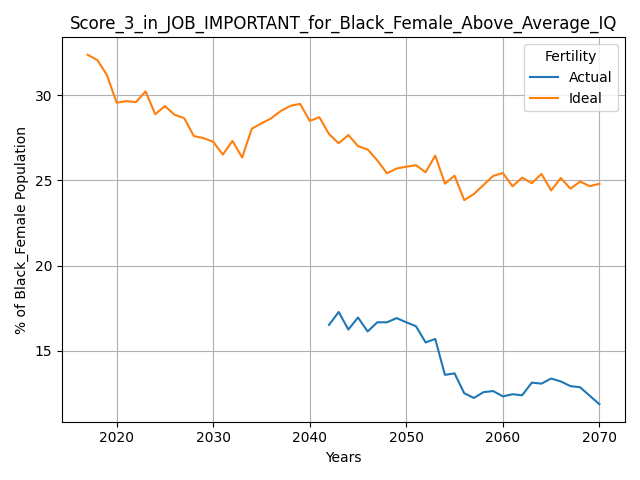 Score_3_in_JOB_IMPORTANT_for_Black_Female_Above_Average_IQ
Fertility
Actual
Ideal
% of Black_Female Population
30
25
20
15
2020 2030 2040 2050 2060 2070
Years